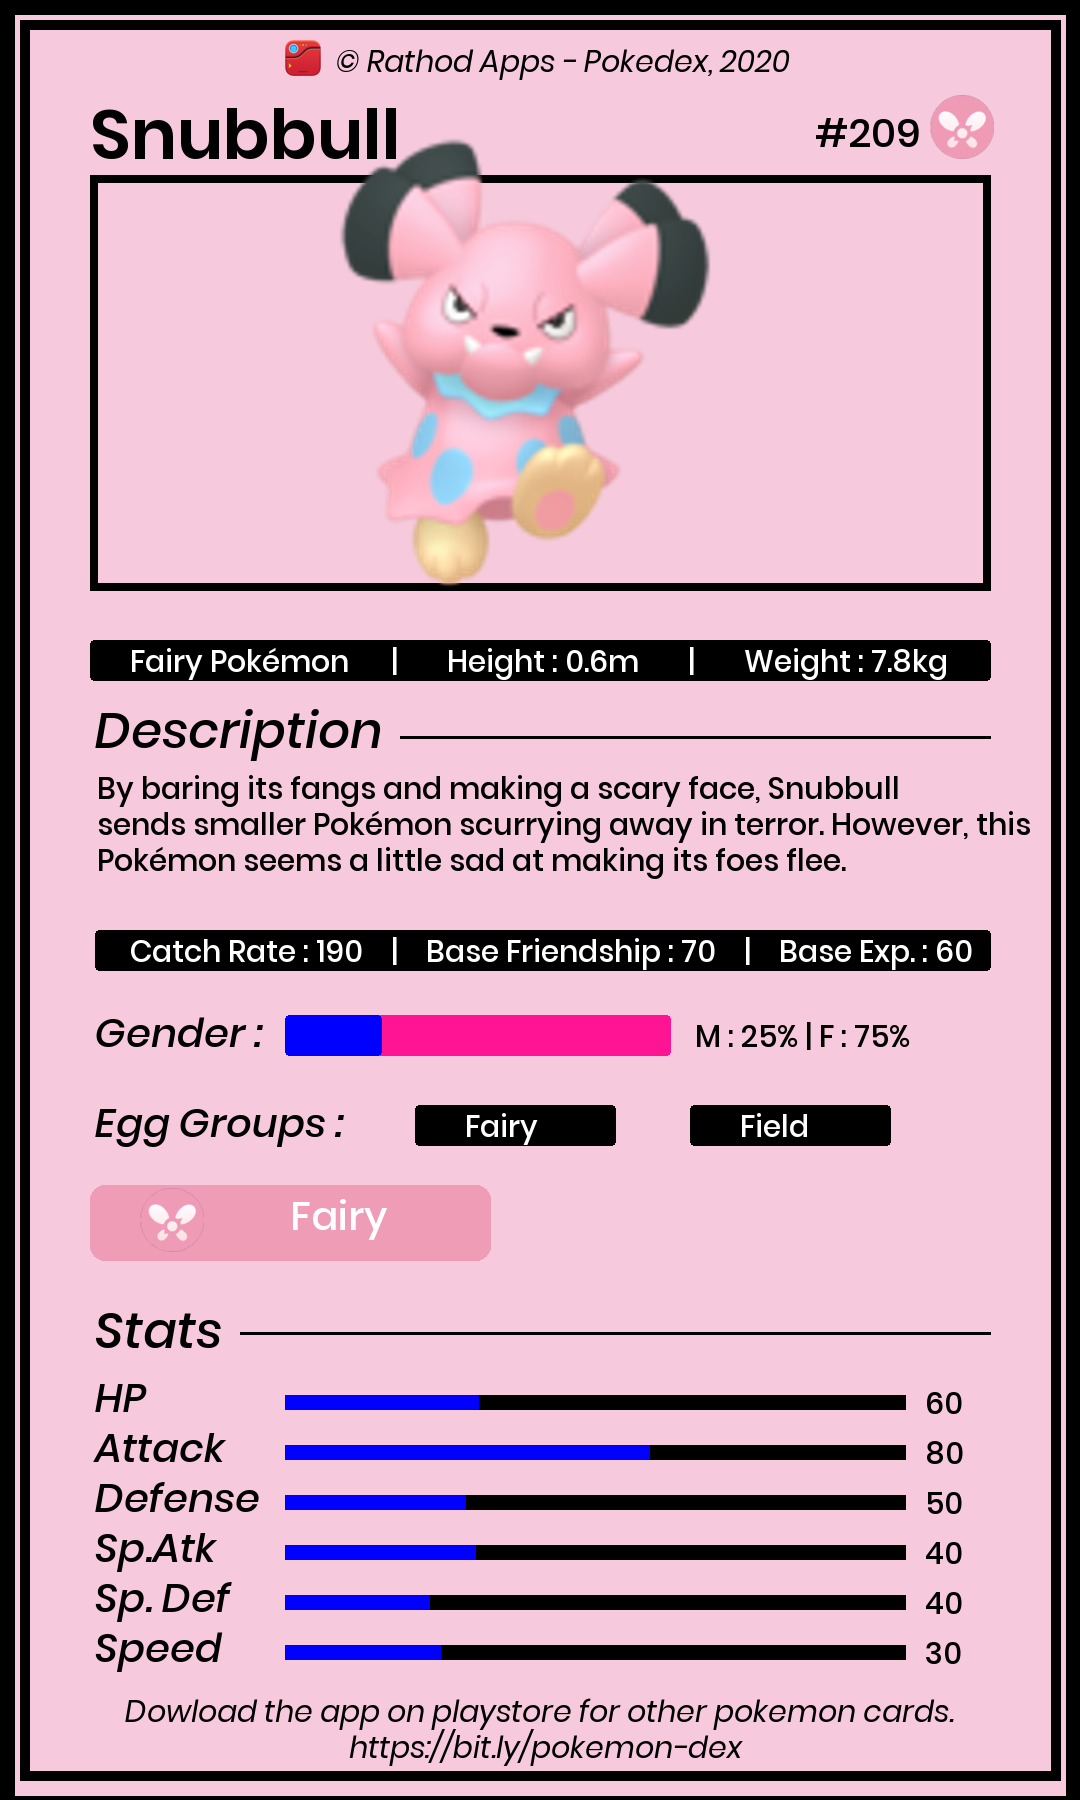 © Rathod Apps - Pokedex, 2020
Snubbull #209
Fairy Pokémon | Height : 0.6m | Weight : 7.8kg
Description
By baring its fangs and making a scary face, Snubbull
sends smaller Pokémon scurrying away in terror. However, this
Pokémon seems a little sad at making its foes flee.
Catch Rate : 190 | Base Friendship : 70 | Base Exp. : 60
Gender : M : 25% | F : 75%
Egg Groups : Fairy Field
Fairy
Stats
HP 60
Attack 80
Defense 50
Sp.Atk 40
Sp. Def 40
Speed 30
Dowload the app on playstore for other pokemon cards.
https://bit.ly/pokemon-dex